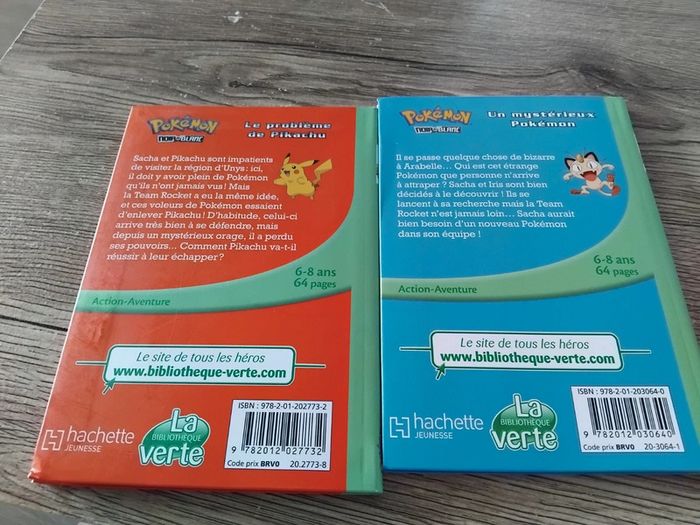 POKÉMON
NOIR & BLANC
Le problème
de Pikachu
Sacha et Pikachu sont impatients
de visiter la région d'Unys : ici,
il doit y avoir plein de Pokémon
qu'ils n'ont jamais vus ! Mais
la Team Rocket a eu la même idée,
et ces voleurs de Pokémon essaient
d'enlever Pikachu ! D'habitude, celui-ci
arrive très bien à se défendre, mais
depuis un mystérieux orage, il a perdu
ses pouvoirs... Comment Pikachu va-t-il
réussir à leur échapper ?
6-8 ans
64 pages
Action-Aventure
Le site de tous les héros
www.bibliotheque-verte.com
hachette
JEUNESSE
La
BIBLIOTHÈQUE
verte
ISBN : 978-2-01-202773-2
9 782012 027732
Code prix BRV0
20.2773-8
POKÉMON
NOIR & BLANC
Un mystérieux
Pokémon
Il se passe quelque chose de bizarre
à Arabelle... Qui est cet étrange
Pokémon que personne n'arrive
à attraper ? Sacha et Iris sont bien
décidés à le découvrir ! Ils se
lancent à sa recherche mais la Team
Rocket n'est jamais loin... Sacha aurait
bien besoin d'un nouveau Pokémon
dans son équipe !
6-8 ans
64 pages
Action-Aventure
Le site de tous les héros
www.bibliotheque-verte.com
hachette
JEUNESSE
La
BIBLIOTHÈQUE
verte
ISBN : 978-2-01-203064-0
9 782012 030640
Code prix BRV0
20-3064-1